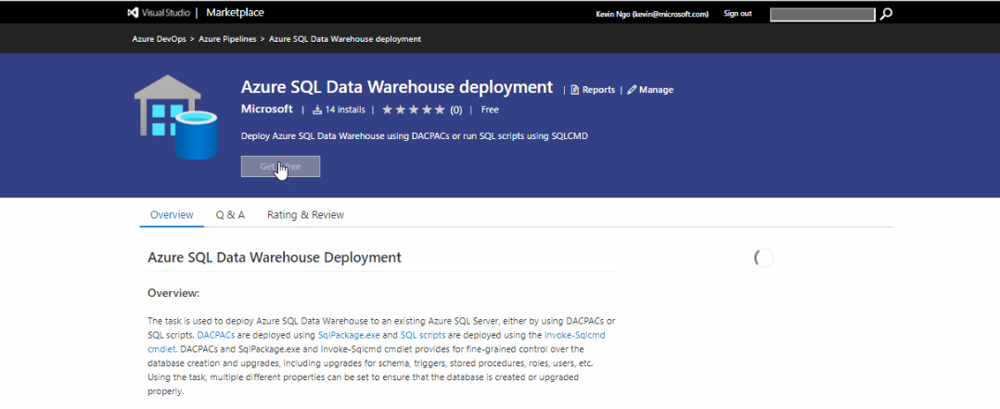 Visual Studio | Marketplace
Kevin Ngo (kevin@microsoft.com) Sign out
Azure DevOps > Azure Pipelines > Azure SQL Data Warehouse deployment
Azure SQL Data Warehouse deployment | Reports | Manage
Microsoft | 14 installs | (0) | Free
Deploy Azure SQL Data Warehouse using DACPACs or run SQL scripts using SQLCMD
Get free
Overview Q & A Rating & Review
Azure SQL Data Warehouse Deployment
Overview:
The task is used to deploy Azure SQL Data Warehouse to an existing Azure SQL Server, either by using DACPACs or
SQL scripts. DACPACs are deployed using SqlPackage.exe and SQL scripts are deployed using the Invoke-Sqlcmd
cmdlet. DACPACs and SqlPackage.exe and Invoke-Sqlcmd cmdlet provides for fine-grained control over the
database creation and upgrades, including upgrades for schema, triggers, stored procedures, roles, users, etc.
Using the task, multiple different properties can be set to ensure that the database is created or upgraded
properly.